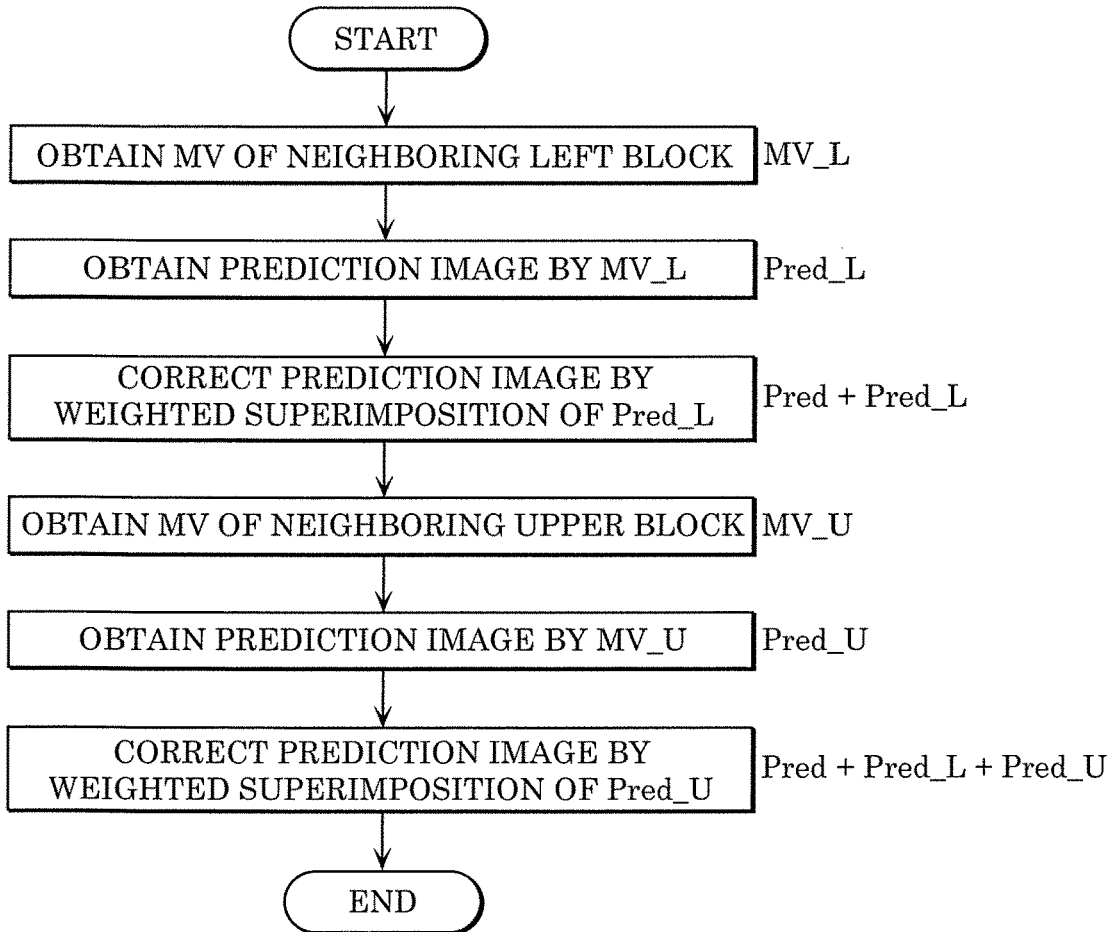 START
OBTAIN MV OF NEIGHBORING LEFT BLOCK MV_L
OBTAIN PREDICTION IMAGE BY MV_L Pred_L
CORRECT PREDICTION IMAGE BY
WEIGHTED SUPERIMPOSITION OF Pred_L
Pred + Pred_L
OBTAIN MV OF NEIGHBORING UPPER BLOCK MV_U
OBTAIN PREDICTION IMAGE BY MV_U Pred_U
CORRECT PREDICTION IMAGE BY
WEIGHTED SUPERIMPOSITION OF Pred_U
Pred + Pred_L + Pred_U
END